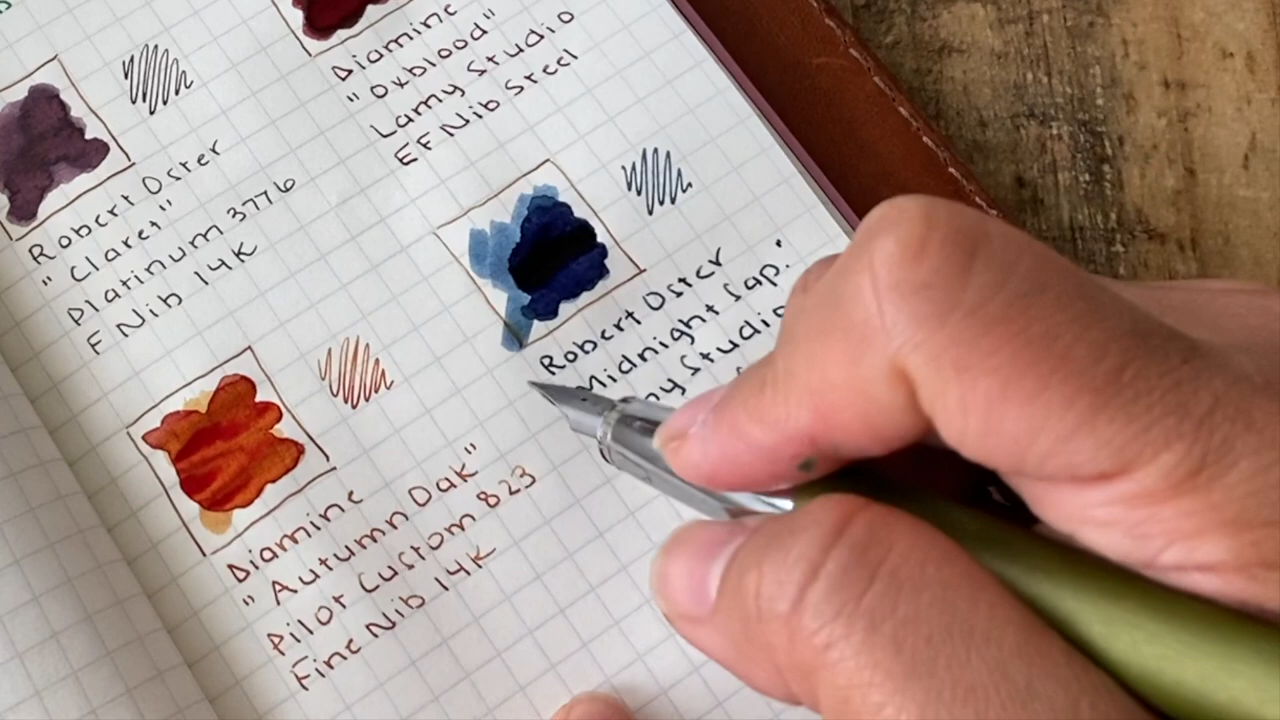 Diamine
"Oxblood"
Lamy Studio
EF Nib Steel
Robert Oster
"Claret"
Platinum 3776
F Nib 14K
Robert Oster
Midnight Sap."
Studio
Diamine
"Autumn Oak"
Pilot Custom 823
Fine Nib 14K